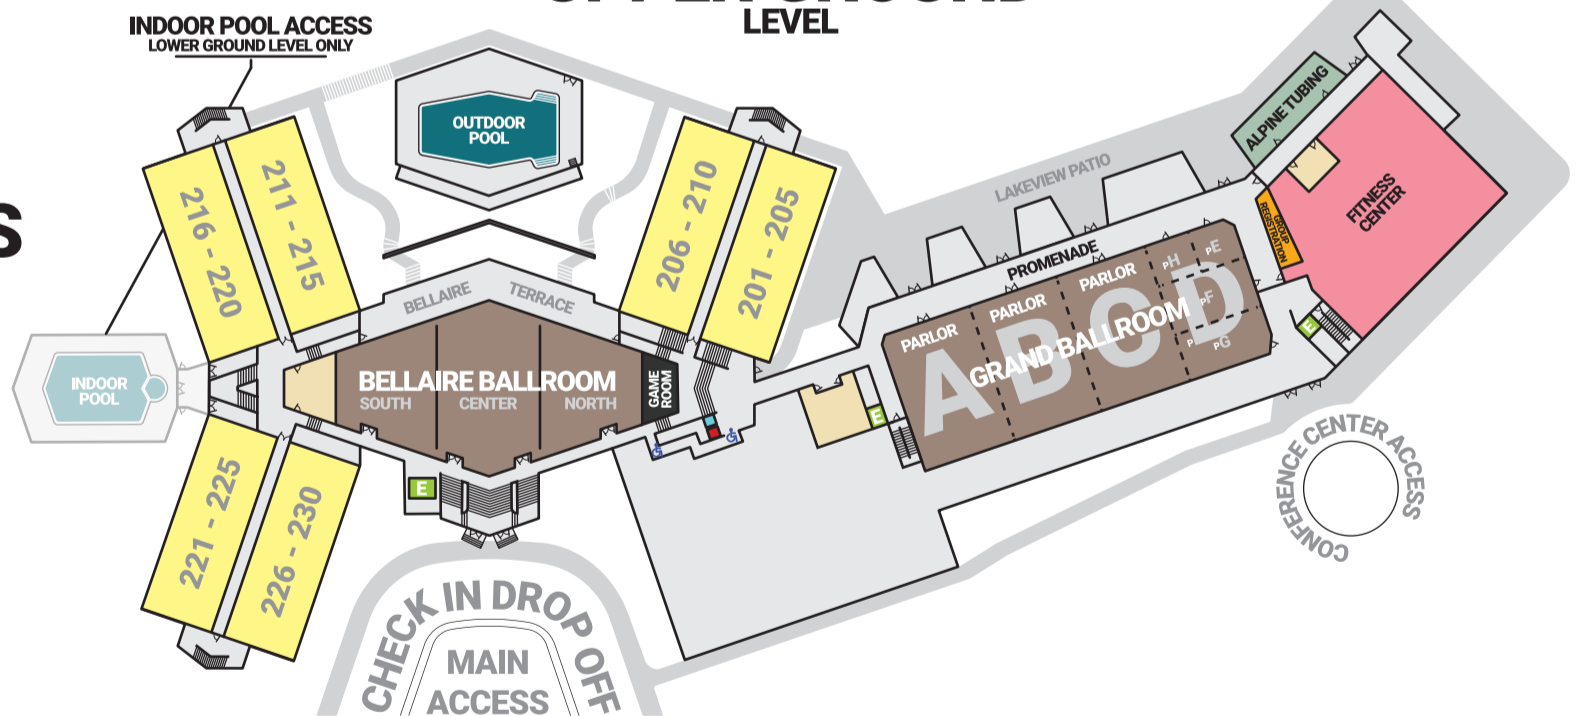 LEVEL
INDOOR POOL ACCESS
LOWER GROUND LEVEL ONLY
S
OUTDOOR
POOL
ALPINE TUBING
FITNESS
CENTER
GROUP
REGISTRATION
LAKEVIEW PATIO
PROMENADE
211 - 215
216 - 220
206 - 210
201 - 205
BELLAIRE TERRACE
PARLOR
PARLOR
PARLOR
PH
PE
PF
PG
P
A B C D
GRAND BALLROOM
INDOOR
POOL
BELLAIRE BALLROOM
SOUTH CENTER NORTH
GAME
ROOM
E
E
E
221 - 225
226 - 230
CHECK IN DROP OFF
MAIN
ACCESS
CONFERENCE CENTER ACCESS